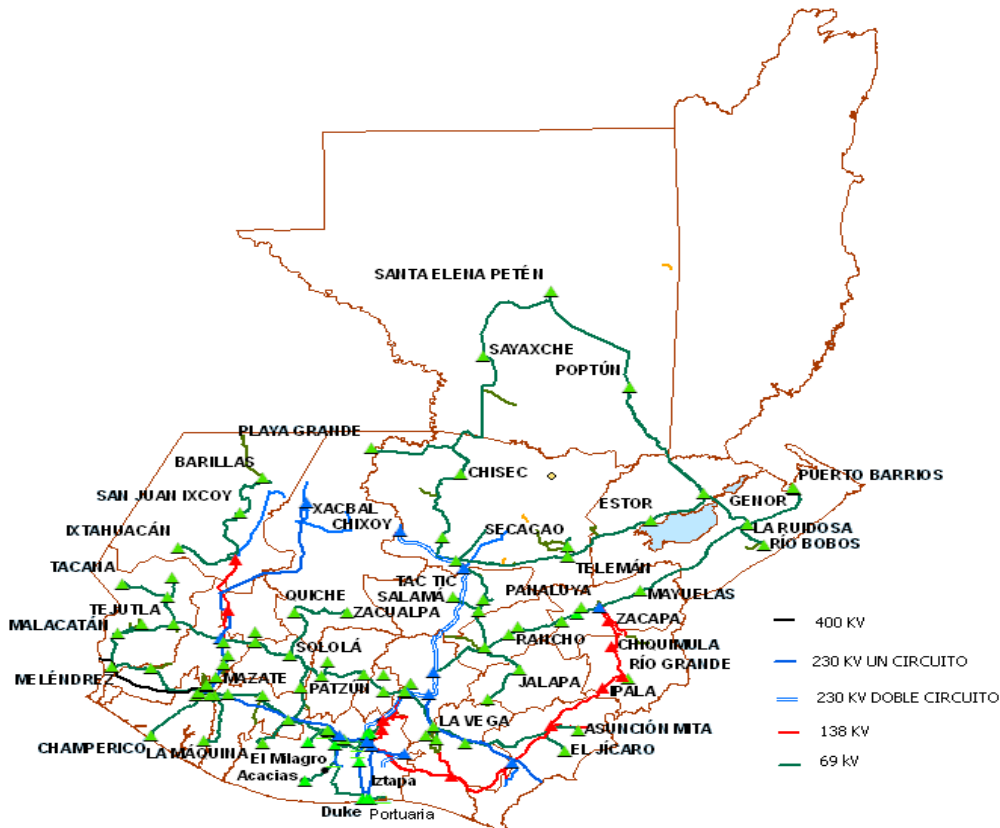 SANTA ELENA PETÉN
SAYAXCHE
POPTÚN
PLAYA GRANDE
BARILLAS
CHISEC
PUERTO BARRIOS
SAN JUAN IXCOY
ESTOR
GENOR
XACBAL
CHIXOY
IXTAHUACÁN
SECACAO
LA RUIDOSA
RÍO BOBOS
TACANA
TELEMÁN
TAC TIC
PANALUYA
MAYUELAS
TEJUTLA
QUICHE
SALAMÁ
ZACUALPA
MALACATÁN
ZACAPA
RANCHO
CHIQUIMULA
SOLOLÁ
RÍO GRANDE
MELÉNDREZ
MAZATE
PATZUN
JALAPA
IPALA
LA VEGA
ASUNCIÓN MITA
CHAMPERICO
LA MÁQUINA
El Milagro
EL JÍCARO
Acacias
Iztapa
Duke
Portuaria
400 KV
230 KV UN CIRCUITO
230 KV DOBLE CIRCUITO
138 KV
69 kV